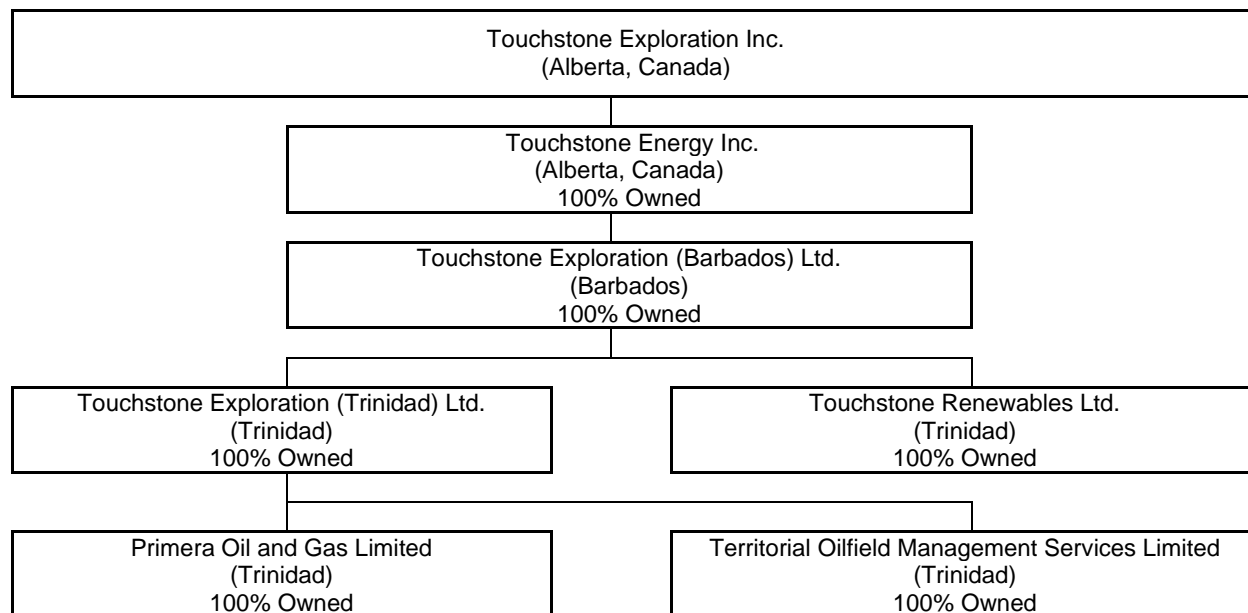 Touchstone Exploration Inc.
(Alberta, Canada)
Touchstone Energy Inc.
(Alberta, Canada)
100% Owned
Touchstone Exploration (Barbados) Ltd.
(Barbados)
100% Owned
Touchstone Exploration (Trinidad) Ltd.
(Trinidad)
100% Owned
Touchstone Renewables Ltd.
(Trinidad)
100% Owned
Primera Oil and Gas Limited
(Trinidad)
100% Owned
Territorial Oilfield Management Services Limited
(Trinidad)
100% Owned